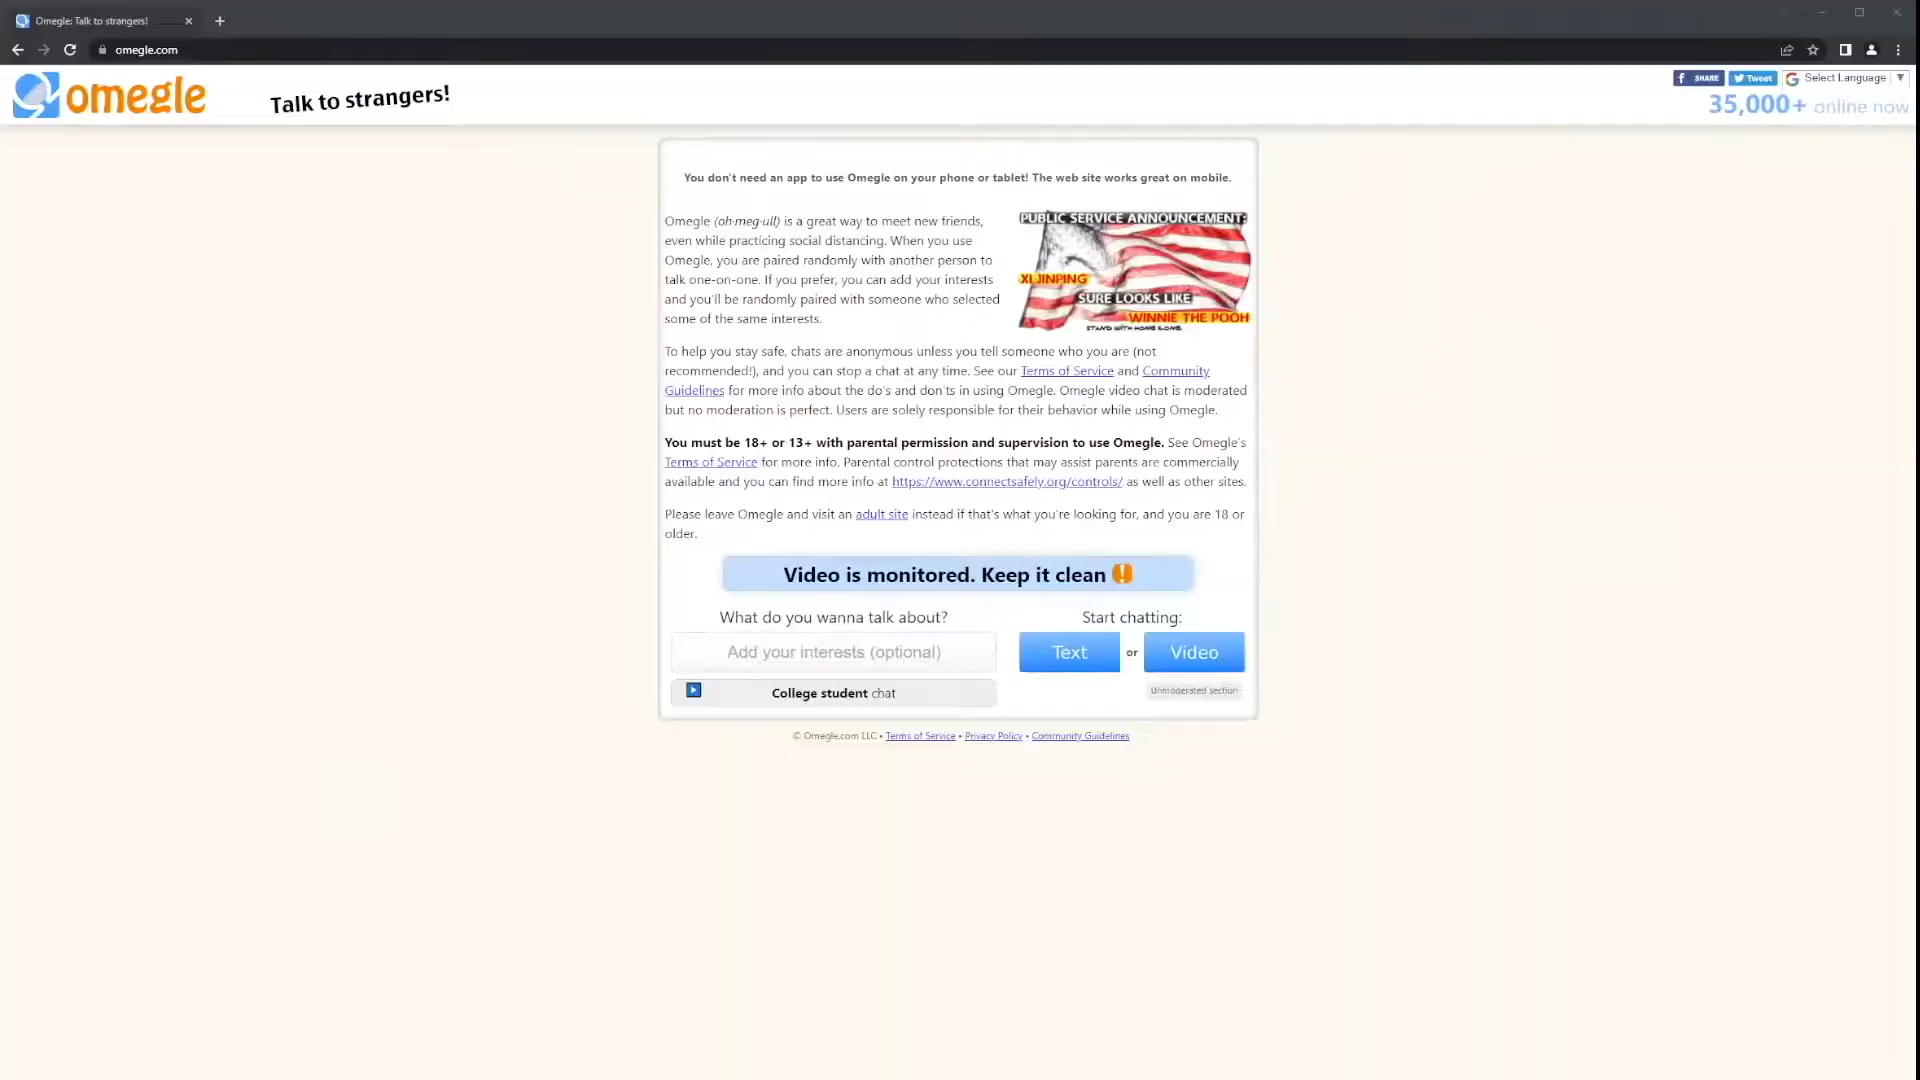 Omegle: Talk to strangers!
omegle.com
omegle
Talk to strangers!
SHARE
Tweet
Select Language
35,000+ online now
You don't need an app to use Omegle on your phone or tablet! The web site works great on mobile.
Omegle (oh·meg·ull) is a great way to meet new friends,
even while practicing social distancing. When you use
Omegle, you are paired randomly with another person to
talk one-on-one. If you prefer, you can add your interests
and you'll be randomly paired with someone who selected
some of the same interests.
PUBLIC SERVICE ANNOUNCEMENT:
XI JINPING
SURE LOOKS LIKE
WINNIE THE POOH
STAND WITH HONG KONG.
To help you stay safe, chats are anonymous unless you tell someone who you are (not
recommended!), and you can stop a chat at any time. See our Terms of Service and Community
Guidelines for more info about the do's and don'ts in using Omegle. Omegle video chat is moderated
but no moderation is perfect. Users are solely responsible for their behavior while using Omegle.
You must be 18+ or 13+ with parental permission and supervision to use Omegle. See Omegle's
Terms of Service for more info. Parental control protections that may assist parents are commercially
available and you can find more info at https://www.connectsafely.org/controls/ as well as other sites.
Please leave Omegle and visit an adult site instead if that's what you're looking for, and you are 18 or
older.
Video is monitored. Keep it clean
What do you wanna talk about?
Start chatting:
Add your interests (optional)
Text or Video
College student chat
Unmoderated section
© Omegle.com LLC • Terms of Service • Privacy Policy • Community Guidelines